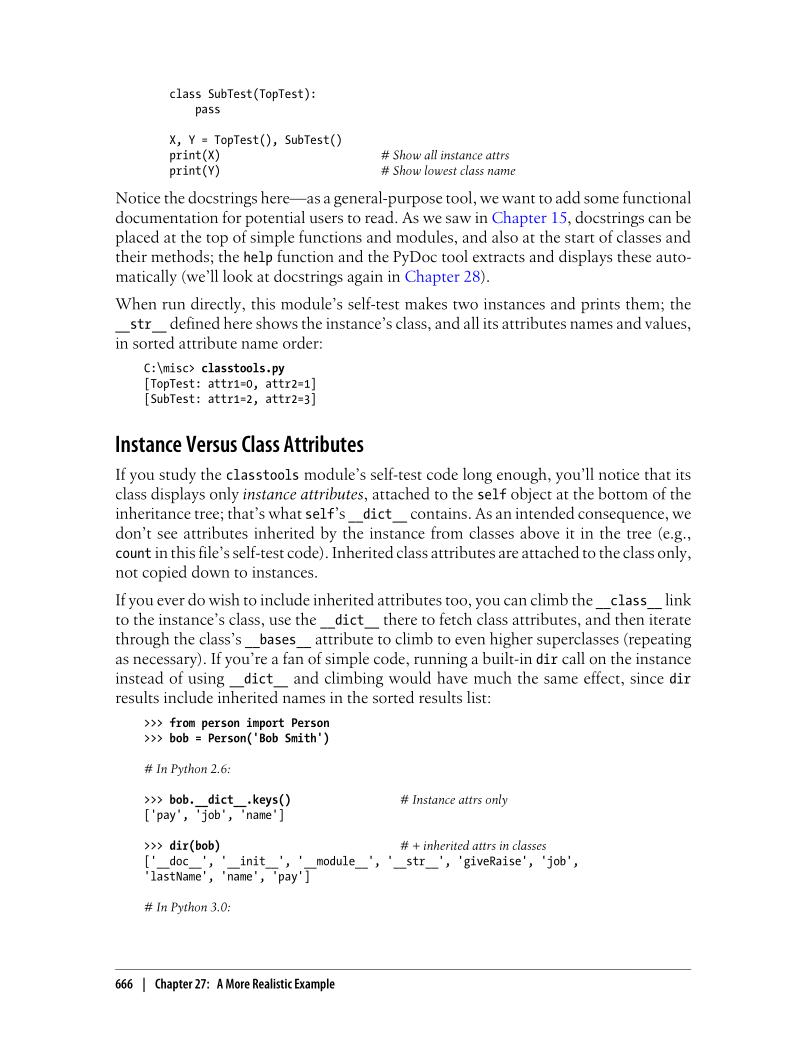 class SubTest(TopTest):
pass
X, Y = TopTest(), SubTest()
print(X) # Show all instance attrs
print(Y) # Show lowest class name
Notice the docstrings here—as a general-purpose tool, we want to add some functional
documentation for potential users to read. As we saw in Chapter 15, docstrings can be
placed at the top of simple functions and modules, and also at the start of classes and
their methods; the help function and the PyDoc tool extracts and displays these auto-
matically (we'll look at docstrings again in Chapter 28).
When run directly, this module's self-test makes two instances and prints them; the
__str__ defined here shows the instance's class, and all its attributes names and values,
in sorted attribute name order:
C:\misc> classtools.py
[TopTest: attr1=0, attr2=1]
[SubTest: attr1=2, attr2=3]
Instance Versus Class Attributes
If you study the classtools module's self-test code long enough, you'll notice that its
class displays only instance attributes, attached to the self object at the bottom of the
inheritance tree; that's what self's __dict__ contains. As an intended consequence, we
don't see attributes inherited by the instance from classes above it in the tree (e.g.,
count in this file's self-test code). Inherited class attributes are attached to the class only,
not copied down to instances.
If you ever do wish to include inherited attributes too, you can climb the __class__ link
to the instance's class, use the __dict__ there to fetch class attributes, and then iterate
through the class's __bases__ attribute to climb to even higher superclasses (repeating
as necessary). If you're a fan of simple code, running a built-in dir call on the instance
instead of using __dict__ and climbing would have much the same effect, since dir
results include inherited names in the sorted results list:
>>> from person import Person
>>> bob = Person('Bob Smith')
# In Python 2.6:
>>> bob.__dict__.keys() # Instance attrs only
['pay', 'job', 'name']
>>> dir(bob) # + inherited attrs in classes
['__doc__', '__init__', '__module__', '__str__', 'giveRaise', 'job',
'lastName', 'name', 'pay']
# In Python 3.0:
666 | Chapter 27: A More Realistic Example